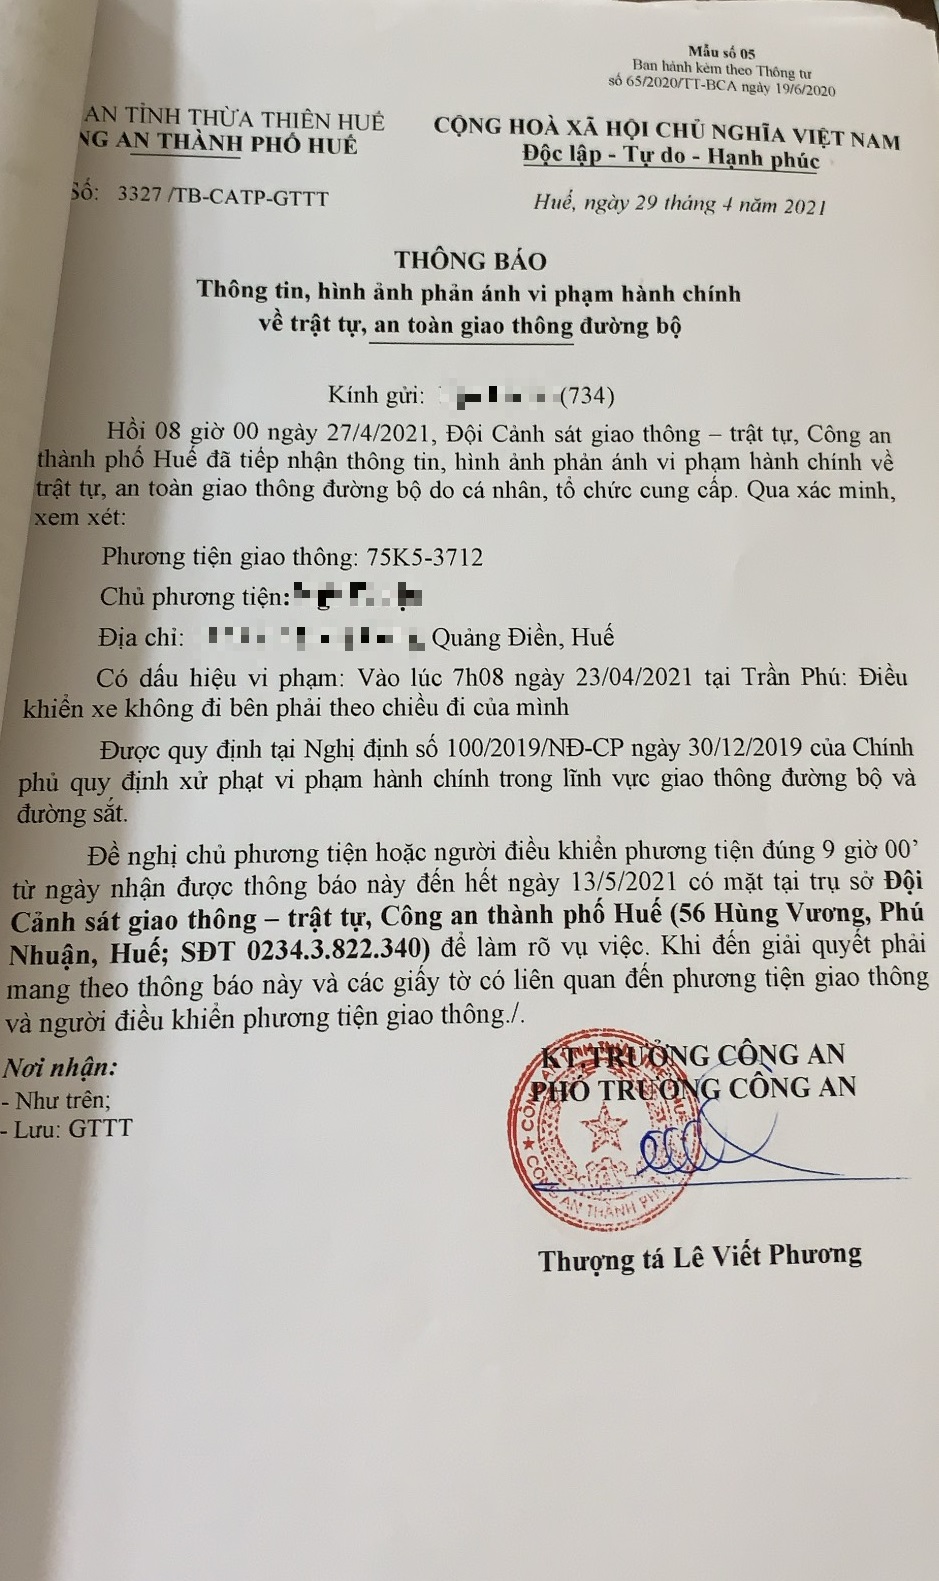 Mẫu số 05
Ban hành kèm theo Thông tư
số 65/2020/TT-BCA ngày 19/6/2020
AN TỈNH THỪA THIÊN HUẾ
NG AN THÀNH PHỐ HUẾ
CỘNG HOÀ XÃ HỘI CHỦ NGHĨA VIỆT NAM
Độc lập - Tự do - Hạnh phúc
Số: 3327 /TB-CATP-GTTT
Huế, ngày 29 tháng 4 năm 2021
THÔNG BÁO
Thông tin, hình ảnh phản ánh vi phạm hành chính
về trật tự, an toàn giao thông đường bộ
Kính gửi: (734)
Hồi 08 giờ 00 ngày 27/4/2021, Đội Cảnh sát giao thông – trật tự, Công an
thành phố Huế đã tiếp nhận thông tin, hình ảnh phản ánh vi phạm hành chính về
trật tự, an toàn giao thông đường bộ do cá nhân, tổ chức cung cấp. Qua xác minh,
xem xét:
Phương tiện giao thông: 75K5-3712
Chủ phương tiện:
Địa chỉ: , Quảng Điền, Huế
Có dấu hiệu vi phạm: Vào lúc 7h08 ngày 23/04/2021 tại Trần Phú: Điều
khiển xe không đi bên phải theo chiều đi của mình
Được quy định tại Nghị định số 100/2019/NĐ-CP ngày 30/12/2019 của Chính
phủ quy định xử phạt vi phạm hành chính trong lĩnh vực giao thông đường bộ và
đường sắt.
Đề nghị chủ phương tiện hoặc người điều khiển phương tiện đúng 9 giờ 00’
từ ngày nhận được thông báo này đến hết ngày 13/5/2021 có mặt tại trụ sở Đội
Cảnh sát giao thông – trật tự, Công an thành phố Huế (56 Hùng Vương, Phú
Nhuận, Huế; SĐT 0234.3.822.340) để làm rõ vụ việc. Khi đến giải quyết phải
mang theo thông báo này và các giấy tờ có liên quan đến phương tiện giao thông
và người điều khiển phương tiện giao thông./.
Nơi nhận:
- Như trên;
- Lưu: GTTT
KT.TRƯỞNG CÔNG AN
PHÓ TRƯỞNG CÔNG AN
CÔNG AN THÀNH PHỐ
Thượng tá Lê Viết Phương